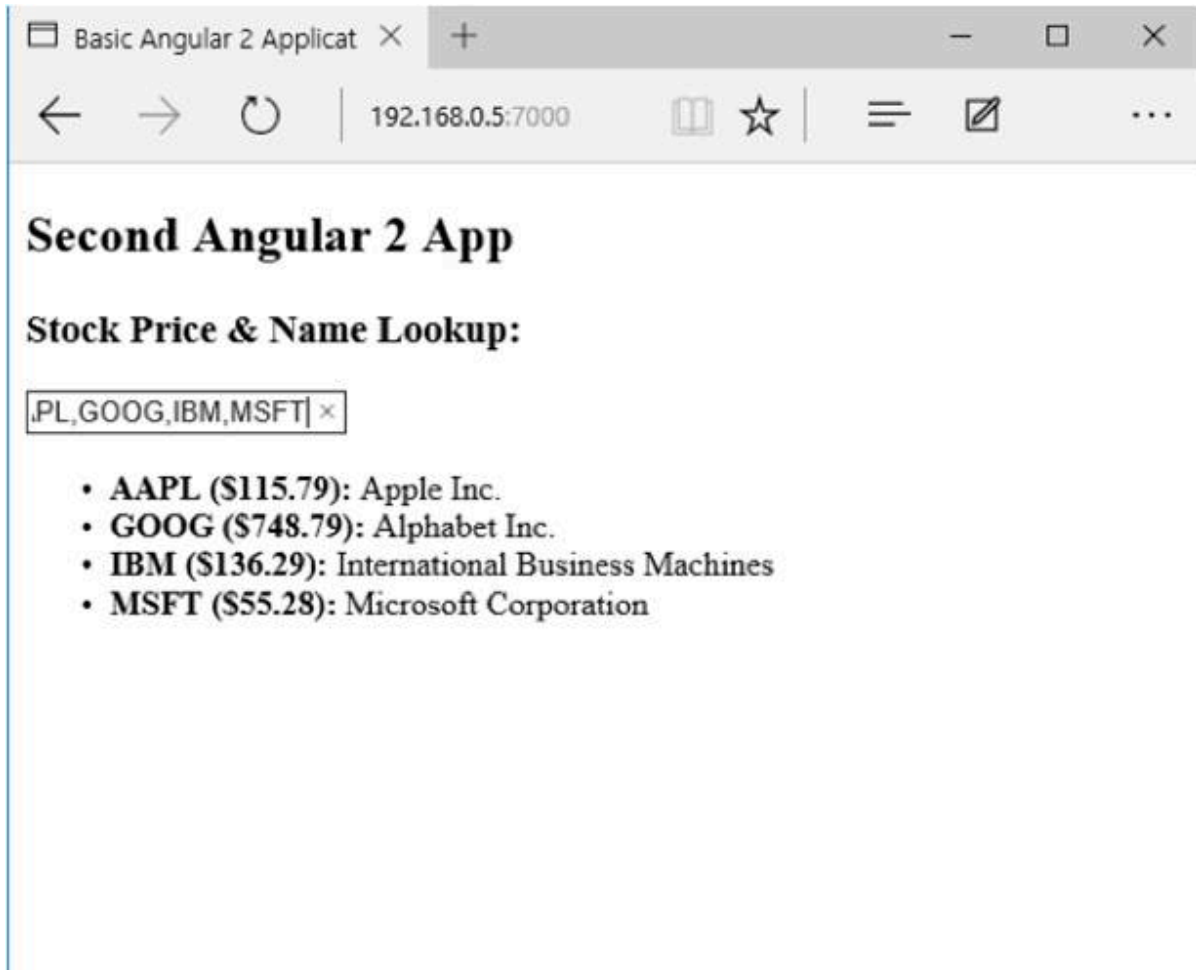 Basic Angular 2 Applicat
192.168.0.5:7000
Second Angular 2 App
Stock Price & Name Lookup:
PL,GOOG,IBM,MSFT
• AAPL ($115.79): Apple Inc.
• GOOG ($748.79): Alphabet Inc.
• IBM ($136.29): International Business Machines
• MSFT ($55.28): Microsoft Corporation